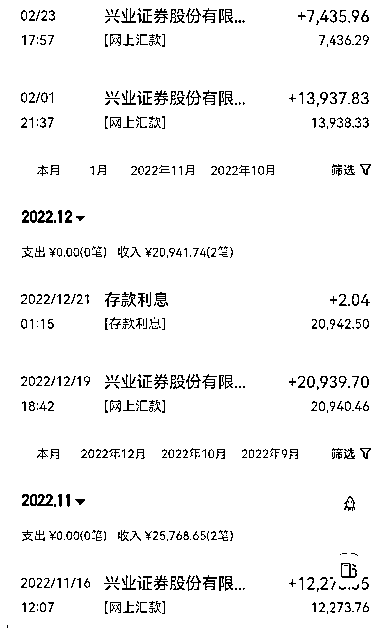 02/23 兴业证券股份有限... +7,435.96
17:57 [网上汇款] 7,436.29
02/01 兴业证券股份有限... +13,937.83
21:37 [网上汇款] 13,938.33
本月 1月 2022年11月 2022年10月 筛选
2022.12
支出 ¥0.00(0笔) 收入 ¥20,941.74(2笔)
2022/12/21 存款利息 +2.04
01:15 [存款利息] 20,942.50
2022/12/19 兴业证券股份有限... +20,939.70
18:42 [网上汇款] 20,940.46
本月 2022年12月 2022年10月 2022年9月 筛选
2022.11
支出 ¥0.00(0笔) 收入 ¥25,768.65(2笔)
2022/11/16 兴业证券股份有限...
12:07 [网上汇款] 12,273.76